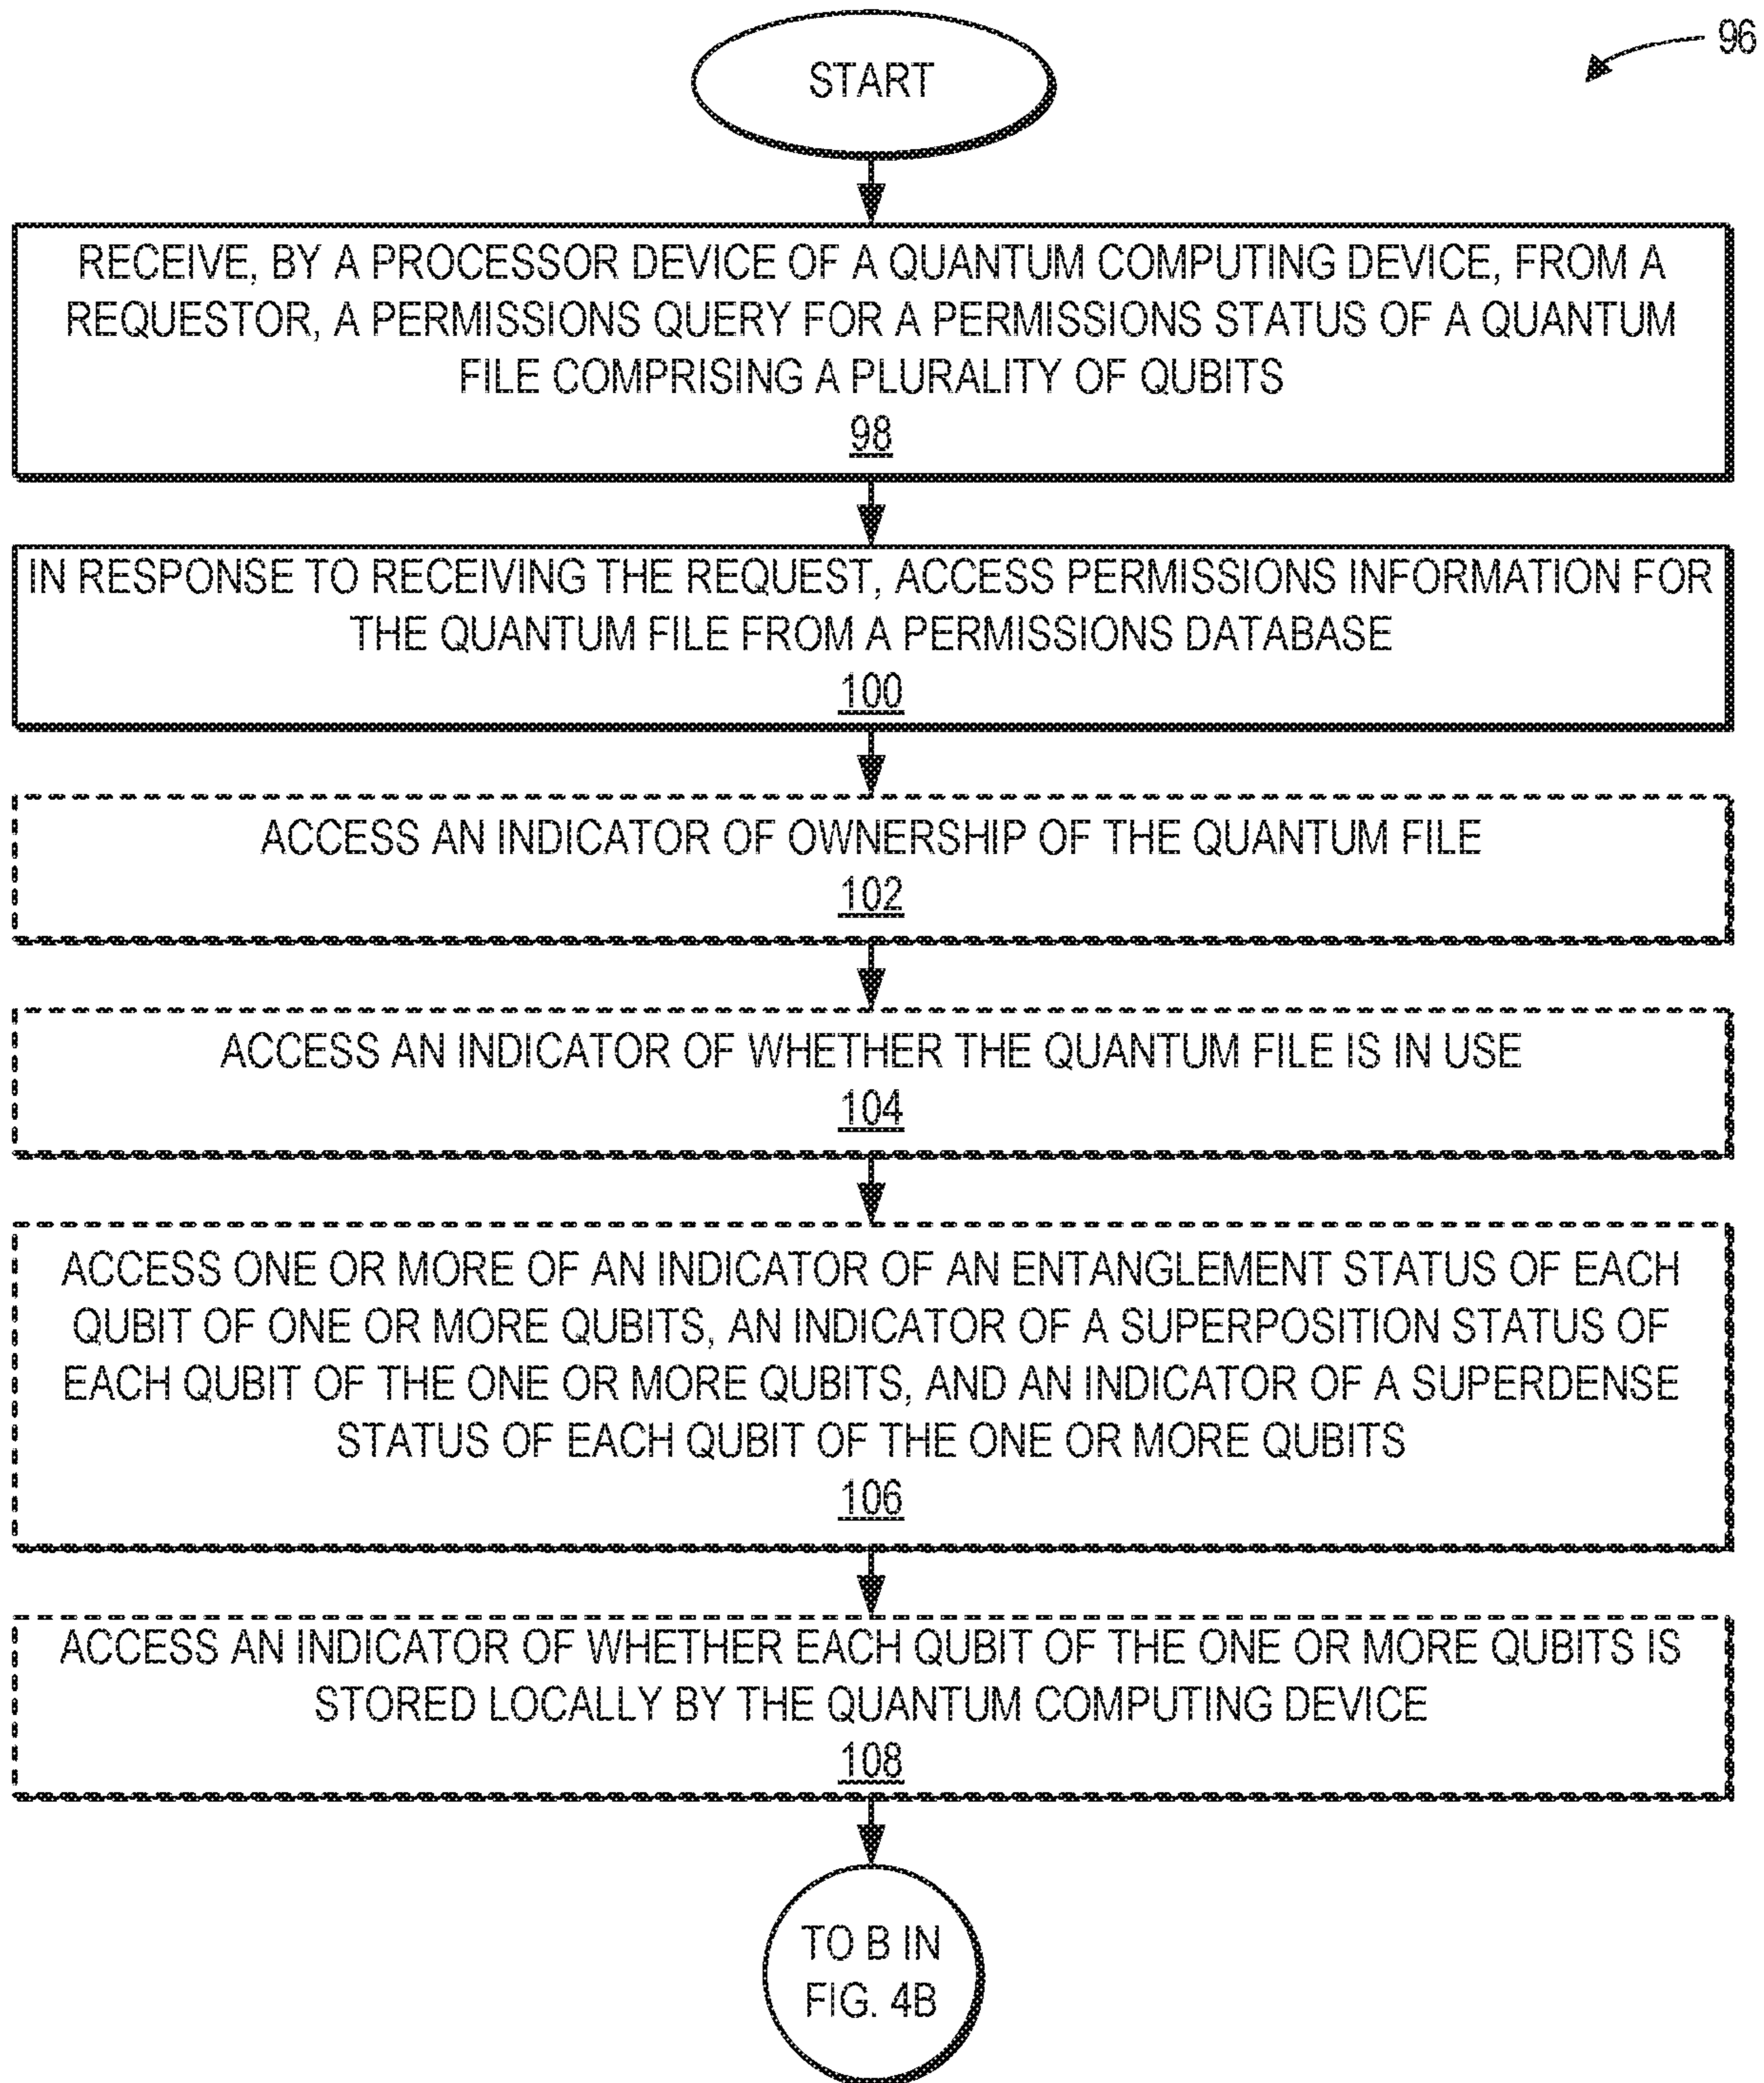 START
96
RECEIVE, BY A PROCESSOR DEVICE OF A QUANTUM COMPUTING DEVICE, FROM A
REQUESTOR, A PERMISSIONS QUERY FOR A PERMISSIONS STATUS OF A QUANTUM
FILE COMPRISING A PLURALITY OF QUBITS
98
IN RESPONSE TO RECEIVING THE REQUEST, ACCESS PERMISSIONS INFORMATION FOR
THE QUANTUM FILE FROM A PERMISSIONS DATABASE
100
ACCESS AN INDICATOR OF OWNERSHIP OF THE QUANTUM FILE
102
ACCESS AN INDICATOR OF WHETHER THE QUANTUM FILE IS IN USE
104
ACCESS ONE OR MORE OF AN INDICATOR OF AN ENTANGLEMENT STATUS OF EACH
QUBIT OF ONE OR MORE QUBITS, AN INDICATOR OF A SUPERPOSITION STATUS OF
EACH QUBIT OF THE ONE OR MORE QUBITS, AND AN INDICATOR OF A SUPERDENSE
STATUS OF EACH QUBIT OF THE ONE OR MORE QUBITS
106
ACCESS AN INDICATOR OF WHETHER EACH QUBIT OF THE ONE OR MORE QUBITS IS
STORED LOCALLY BY THE QUANTUM COMPUTING DEVICE
108
TO B IN
FIG. 4B